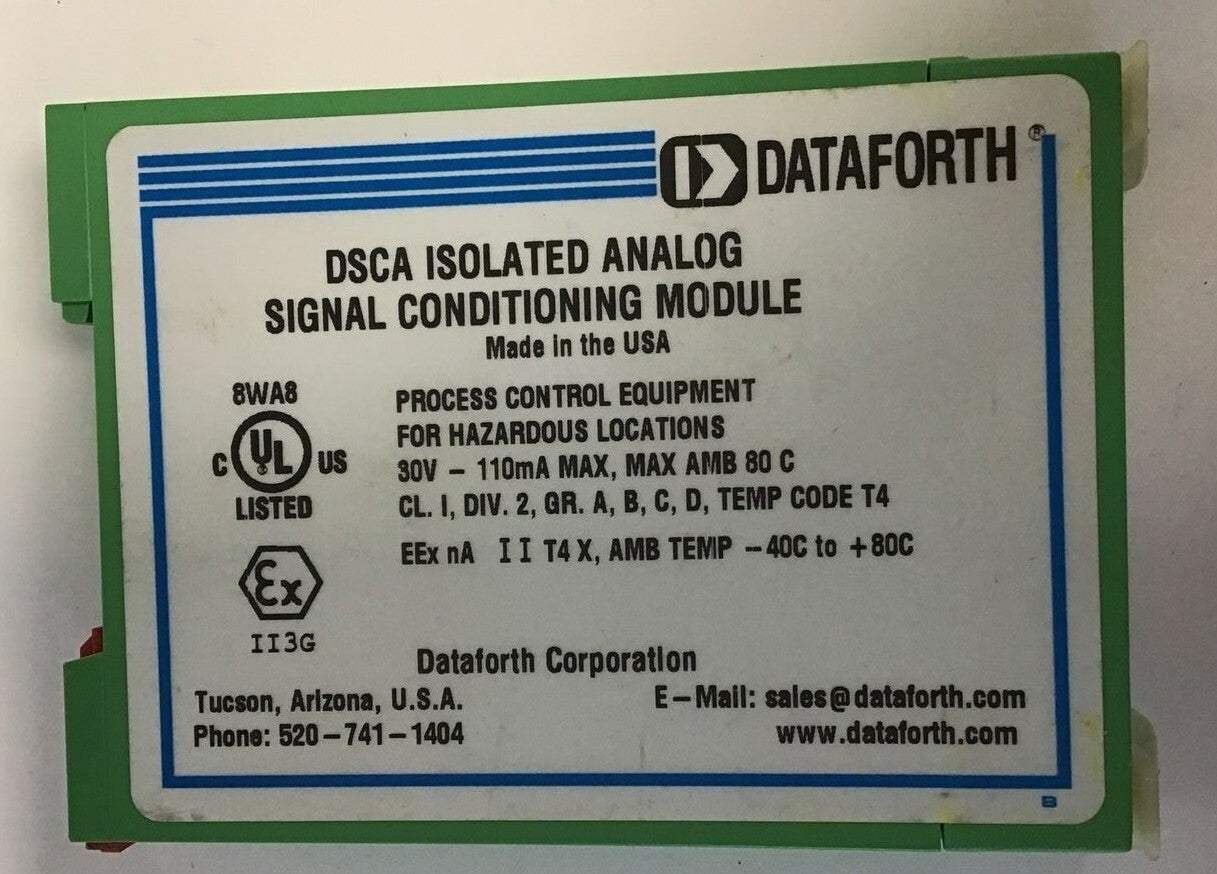 DATAFORTH ®
DSCA ISOLATED ANALOG
SIGNAL CONDITIONING MODULE
Made in the USA
8WA8
C UL US
LISTED
PROCESS CONTROL EQUIPMENT
FOR HAZARDOUS LOCATIONS
30V – 110mA MAX, MAX AMB 80 C
CL. I, DIV. 2, GR. A, B, C, D, TEMP CODE T4
EEx nA II T4 X, AMB TEMP –40C to +80C
Ex
II3G
Dataforth Corporation
Tucson, Arizona, U.S.A.
E–Mail: sales@dataforth.com
Phone: 520–741–1404
www.dataforth.com
B